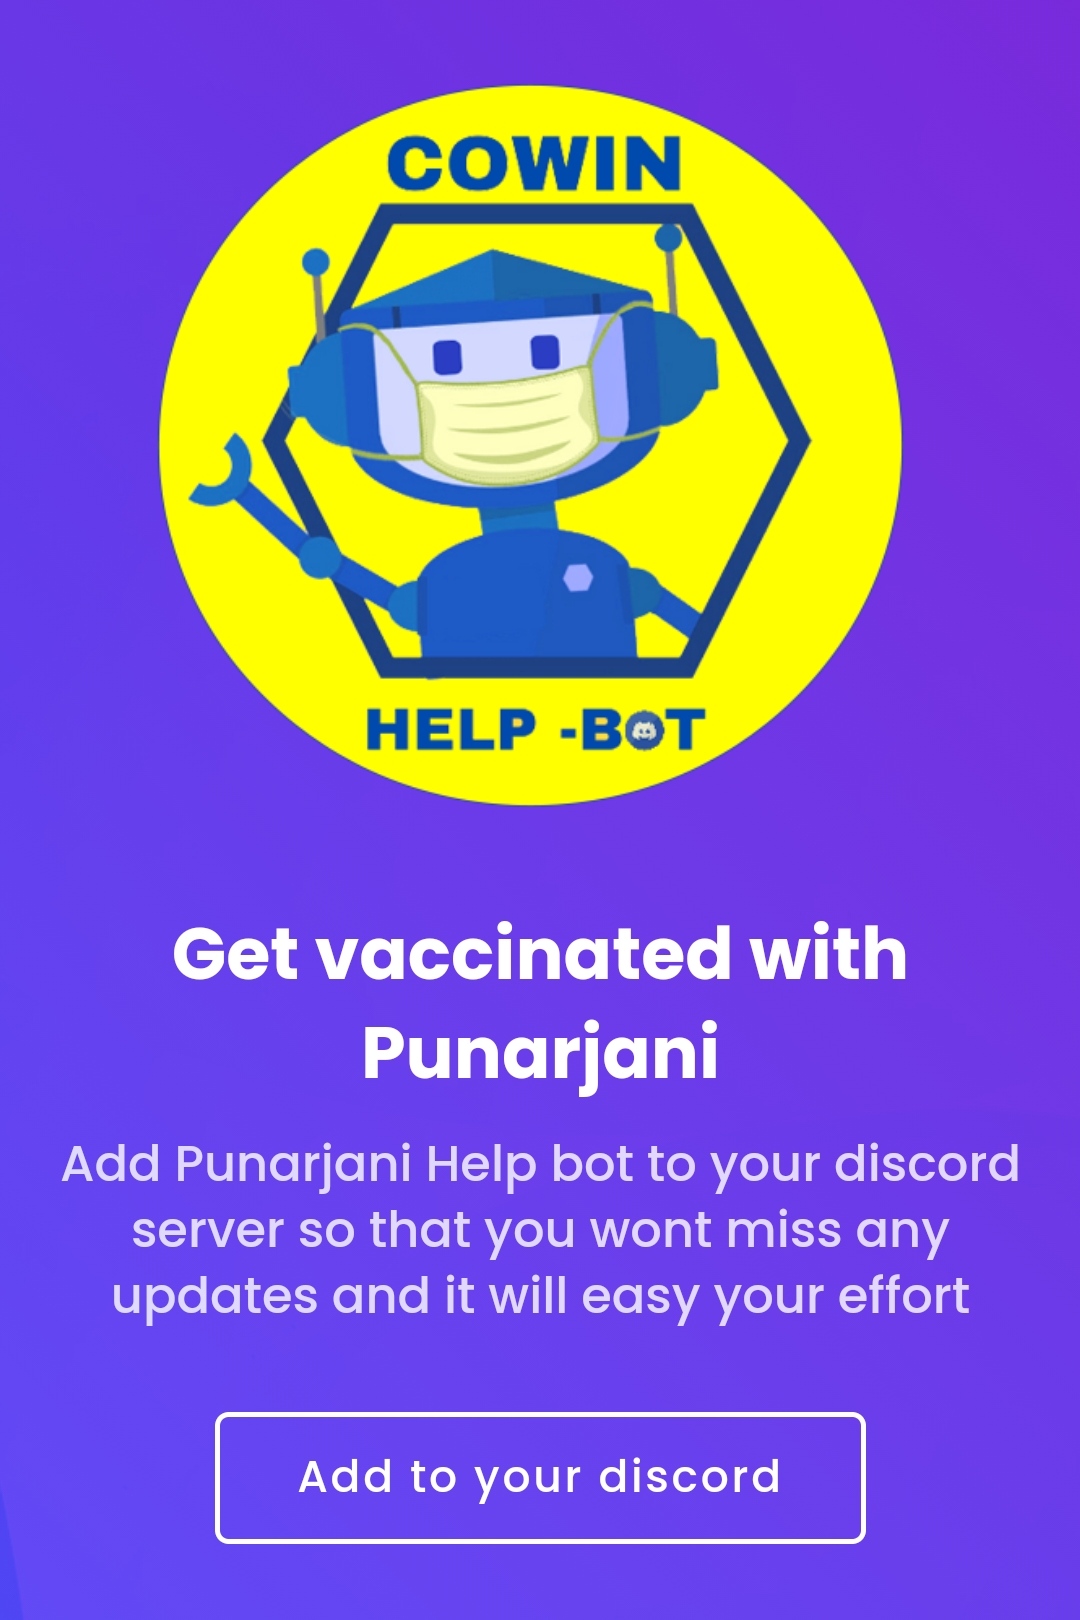 COWIN
HELP -BOT
Get vaccinated with
Punarjani
Add Punarjani Help bot to your discord
server so that you wont miss any
updates and it will easy your effort
Add to your discord